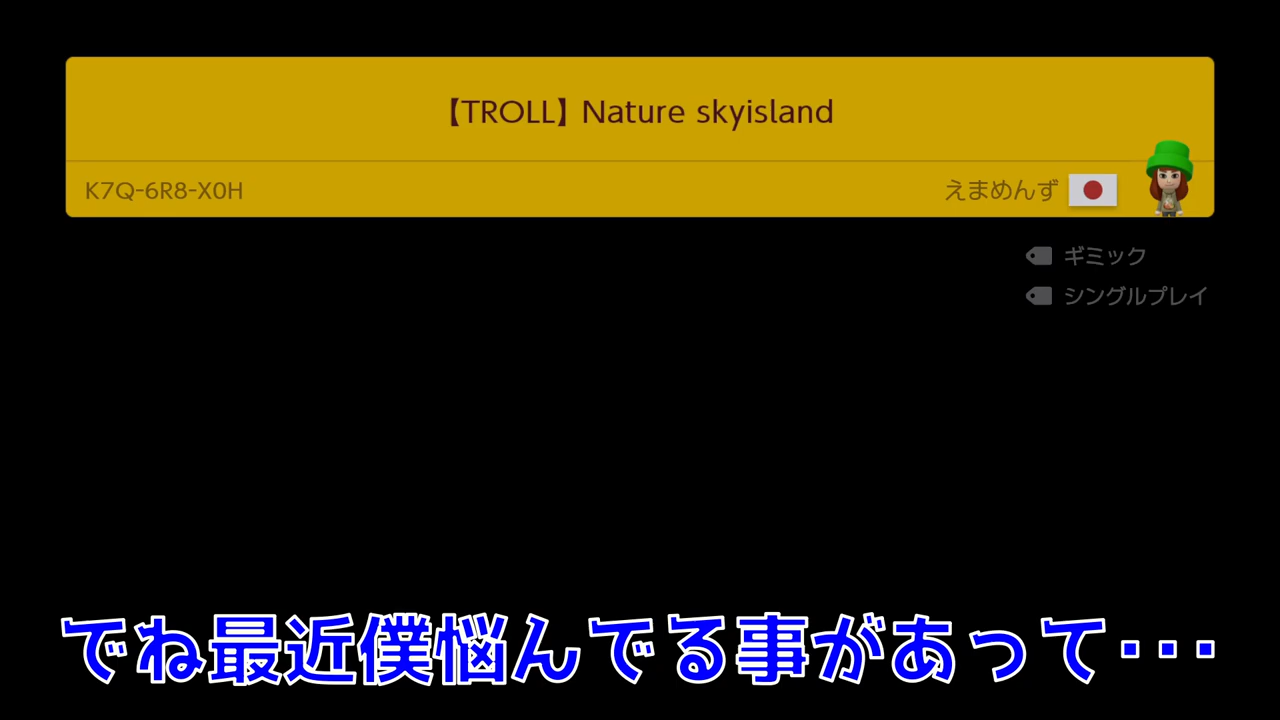 【TROLL】Nature skyisland
K7Q-6R8-X0H
えまめんず
ギミック
シングルプレイ
でね最近僕悩んでる事があって･･･